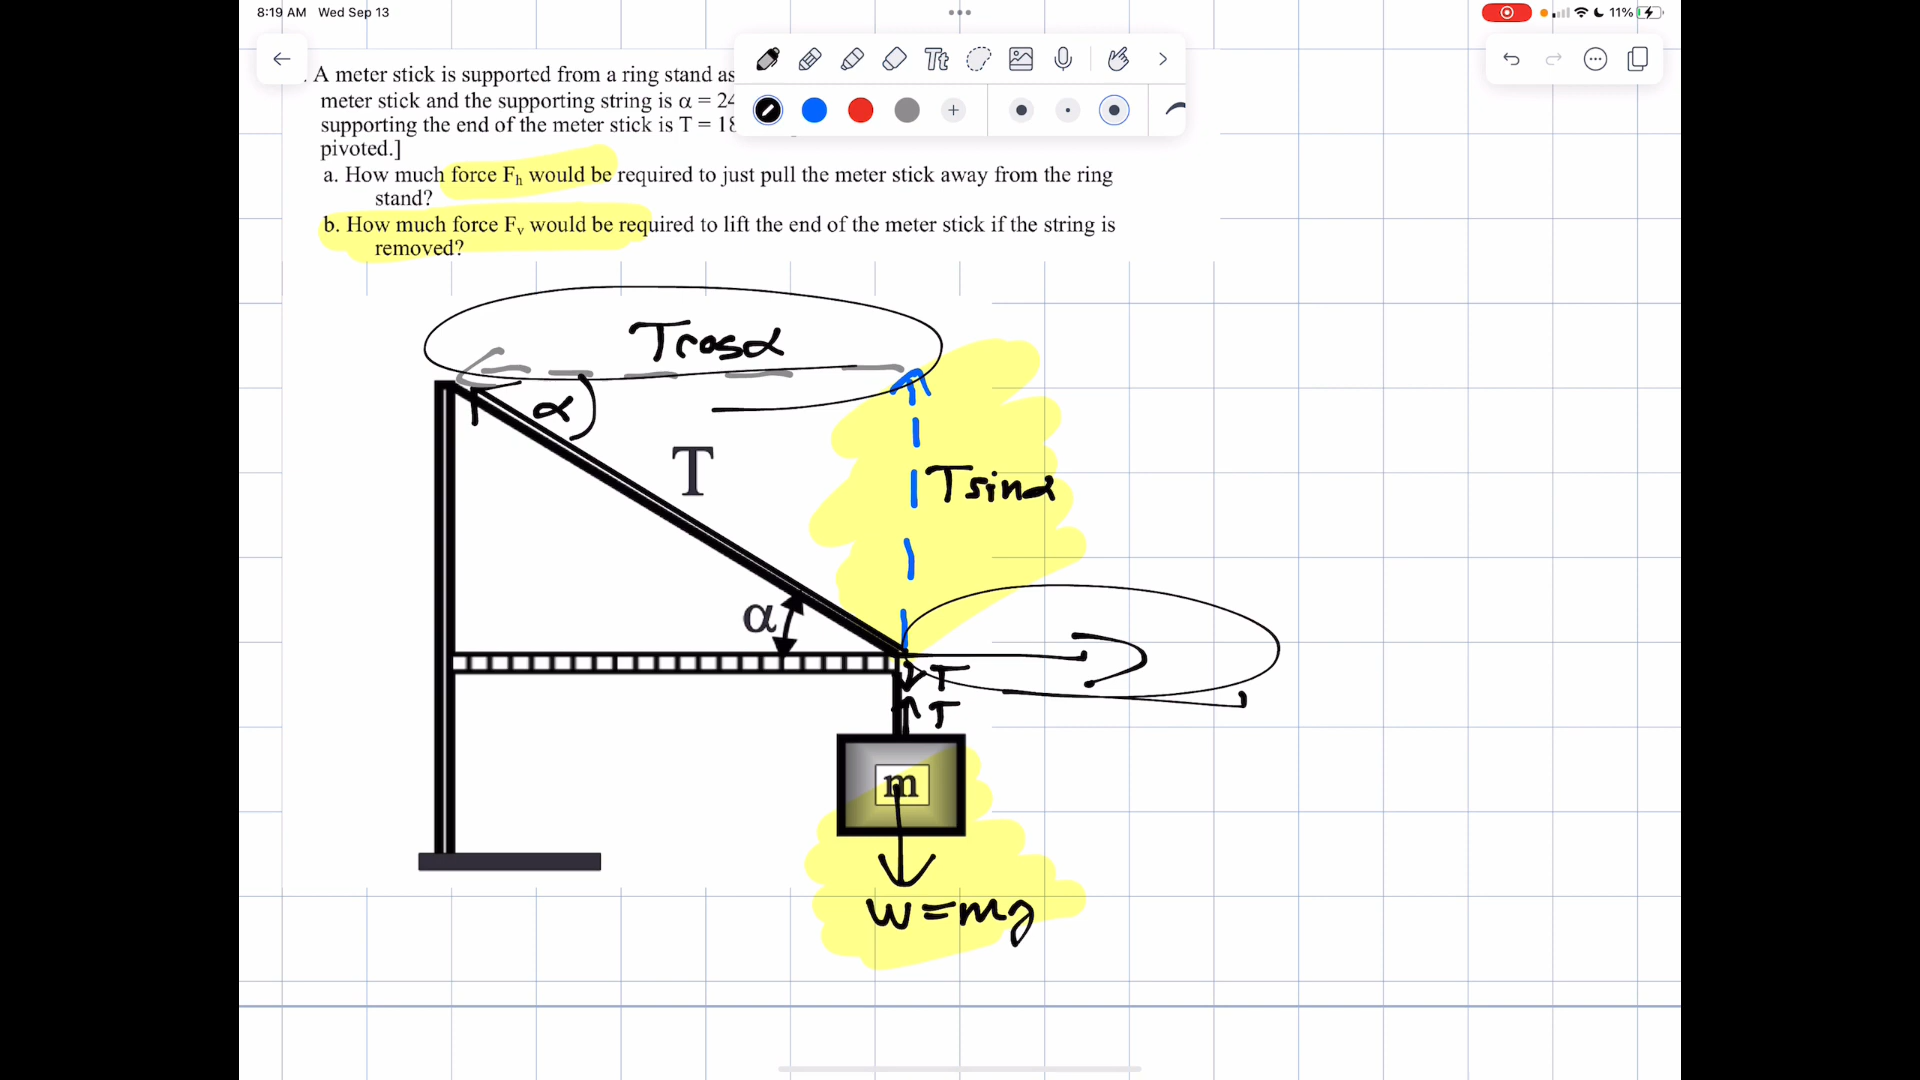 8:19 AM Wed Sep 13
11%
A meter stick is supported from a ring stand as
meter stick and the supporting string is α = 24
supporting the end of the meter stick is T = 18
pivoted.]
Tt
a. How much force Fₕ would be required to just pull the meter stick away from the ring
stand?
b. How much force Fᵥ would be required to lift the end of the meter stick if the string is
removed?
Tcosα
α
T
Tsinα
α
T
T
m
W=mg